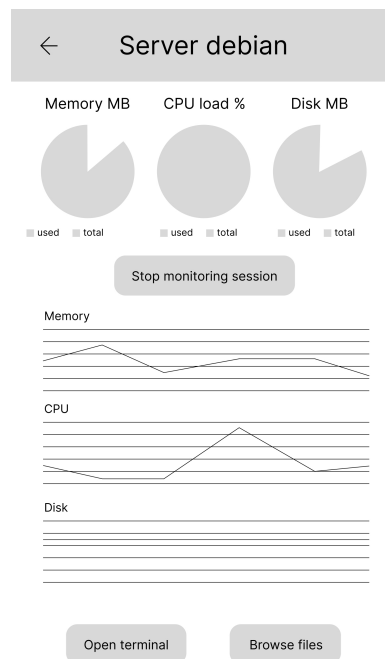 Server debian
Memory MB CPU load % Disk MB
used total used total used total
Stop monitoring session
Memory
CPU
Disk
Open terminal Browse files